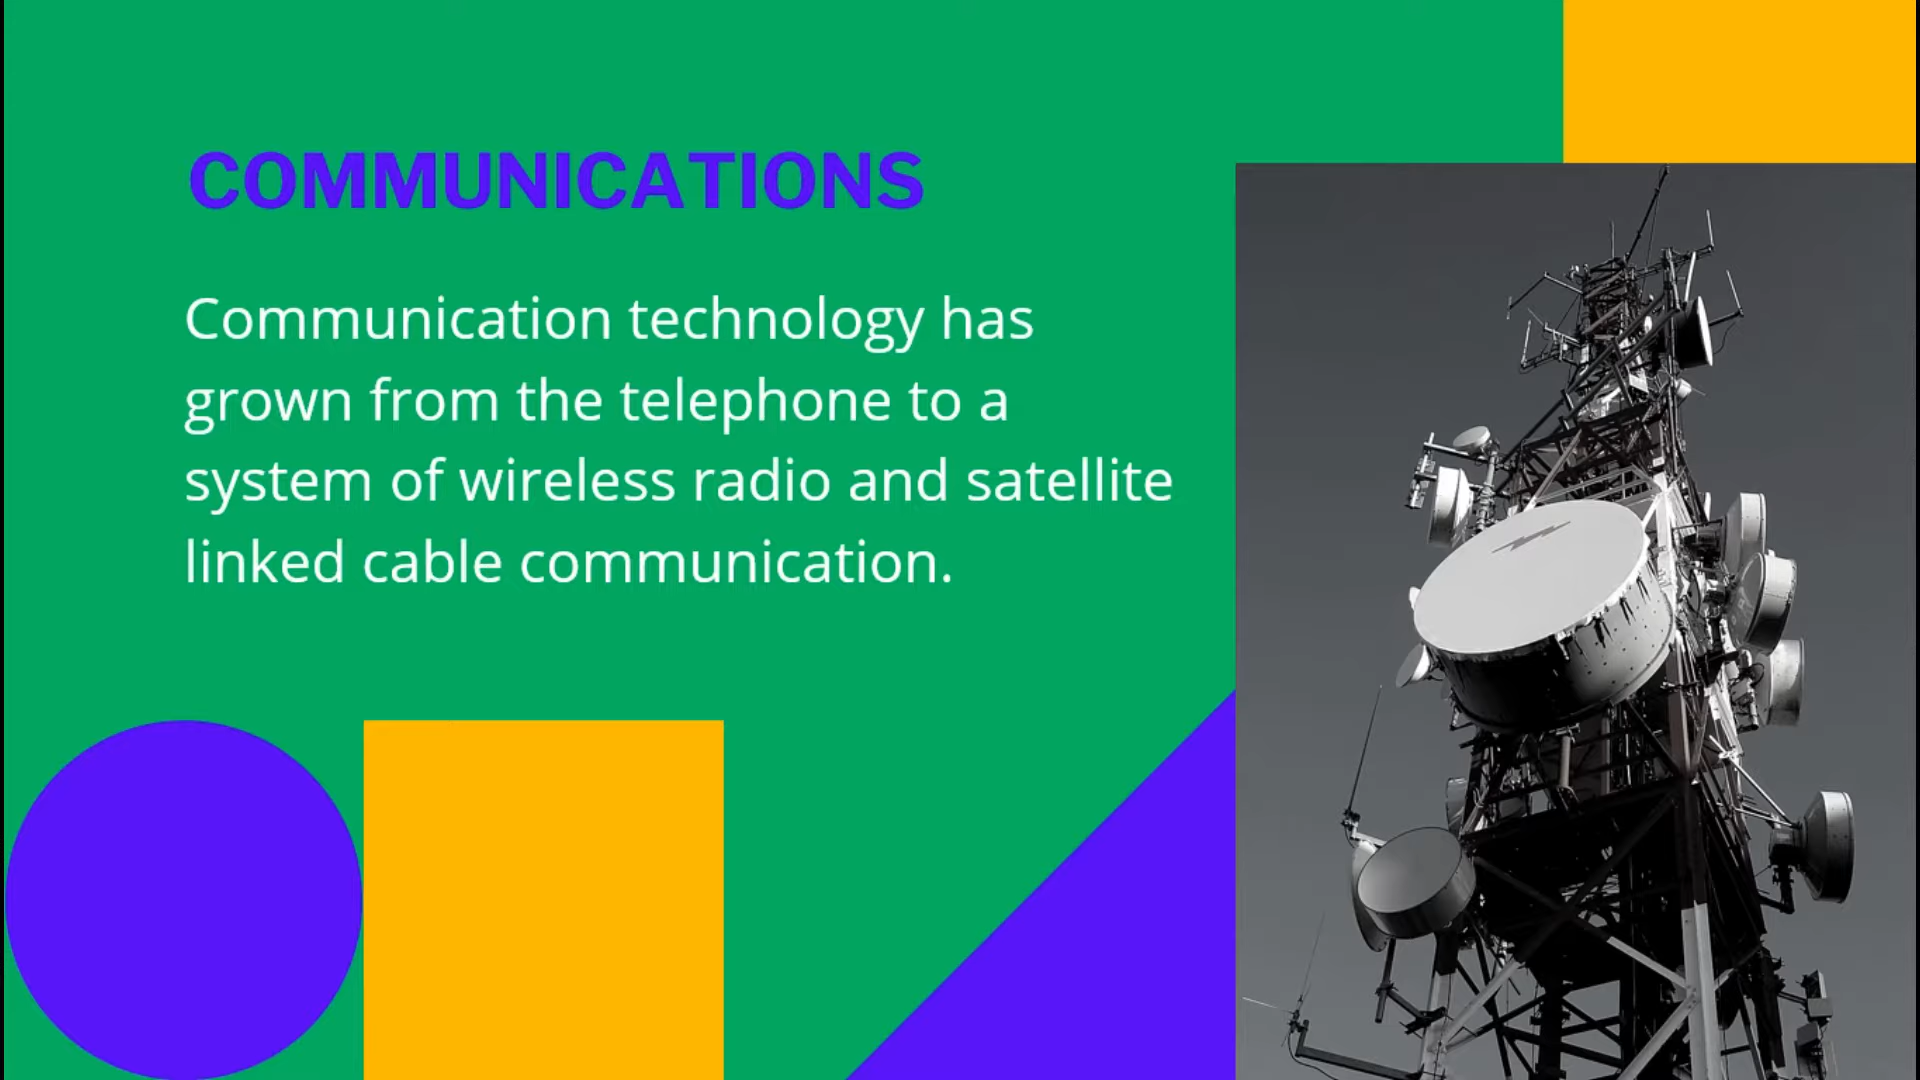 COMMUNICATIONS
Communication technology has
grown from the telephone to a
system of wireless radio and satellite
linked cable communication.